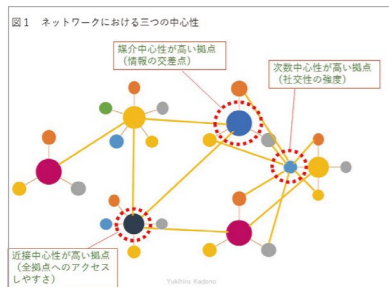 図1 ネットワークにおける三つの中心性
媒介中心性が高い拠点
(情報の交差点)
次数中心性が高い拠点
(社交性の強度)
近接中心性が高い拠点
(全拠点へのアクセス
しやすさ)
Yukihiro Kadono